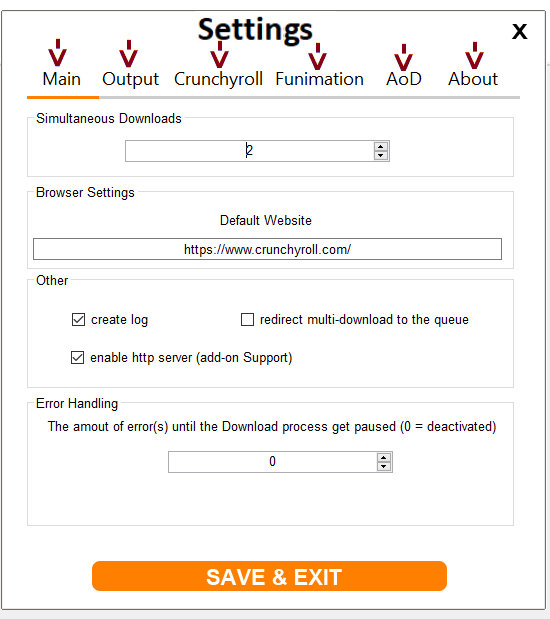 Settings
X
Main Output Crunchyroll Funimation AoD About
Simultaneous Downloads
2
Browser Settings
Default Website
https://www.crunchyroll.com/
Other
create log
redirect multi-download to the queue
enable http server (add-on Support)
Error Handling
The amout of error(s) until the Download process get paused (0 = deactivated)
0
SAVE & EXIT